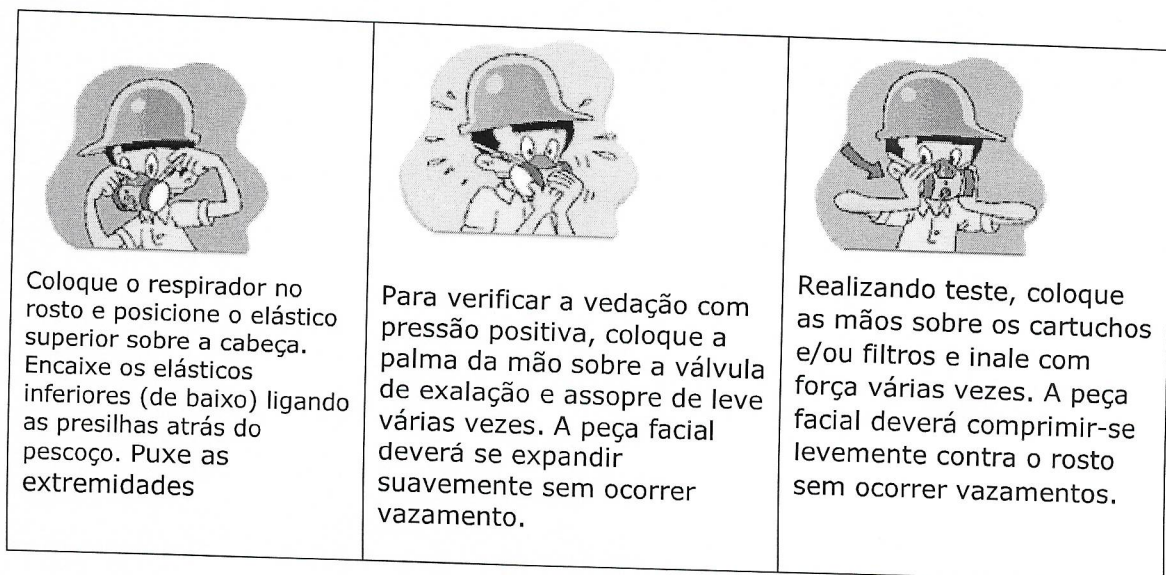 Coloque o respirador no
rosto e posicione o elástico
superior sobre a cabeça.
Encaixe os elásticos
inferiores (de baixo) ligando
as presilhas atrás do
pescoço. Puxe as
extremidades
Para verificar a vedação com
pressão positiva, coloque a
palma da mão sobre a válvula
de exalação e assopre de leve
várias vezes. A peça facial
deverá se expandir
suavemente sem ocorrer
vazamento.
Realizando teste, coloque
as mãos sobre os cartuchos
e/ou filtros e inale com
força várias vezes. A peça
facial deverá comprimir-se
levemente contra o rosto
sem ocorrer vazamentos.